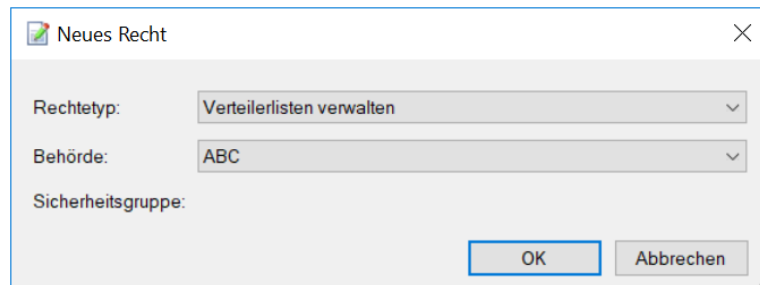 Neues Recht
Rechtetyp: Verteilerlisten verwalten
Behörde: ABC
Sicherheitsgruppe:
OK Abbrechen